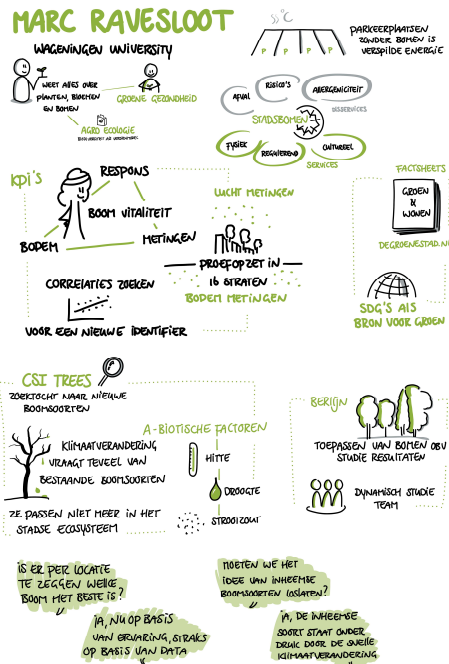 MARC RAVESLOOT
WAGENINGEN UNIVERSITY
WEET ALLES OVER
PLANTEN, BLOEMEN
EN BOMEN
GROENE GEZONDHEID
AGRO ECOLOGIE
55°C
PARKEERPLAATSEN
ZONDER BOMEN IS
VERSPILDE ENERGIE
P P P P
AFVAL
RISICO'S
ALLERGENICITEIT
DISSERVICES
STADSBOMEN
FYSIEK
REGULEREND
CULTUREEL
SERVICES
KPI'S
RESPONS
BOOM VITALITEIT
BODEM
METINGEN
CORRELATIES ZOEKEN
VOOR EEN NIEUWE IDENTIFIER
LUCHT METINGEN
PROEFOPZET IN
16 STRATEN
BODEM METINGEN
FACTSHEETS
GROEN
&
WONEN
DEGROENESTAD.NL
SDG'S ALS
BRON VOOR GROEN
CSI TREES
ZOEKTOCHT NAAR NIEUWE
BOOMSOORTEN
KLIMAATVERANDERING
VRAAGT TEVEEL VAN
BESTAANDE BOOMSOORTEN
ZE PASSEN NIET MEER IN HET
STADSE ECOSYSTEEM
A-BIOTISCHE FACTOREN
HITTE
DROOGTE
STROOIZOUT
BERLIJN
TOEPASSEN VAN BOMEN OBV
STUDIE RESULTATEN
DYNAMISCH STUDIE
TEAM
IS ER PER LOCATIE
TE ZEGGEN WELKE
BOOM HET BESTE IS?
JA, NU OP BASIS
VAN ERVARING, STRAKS
OP BASIS VAN DATA
MOETEN WE HET
IDEE VAN INHEEMSE
BOOMSOORTEN LOSLATEN?
JA, DE INHEEMSE
SOORT STAAT ONDER
DRUK DOOR DE SNELLE
KLIMAATVERANDERING